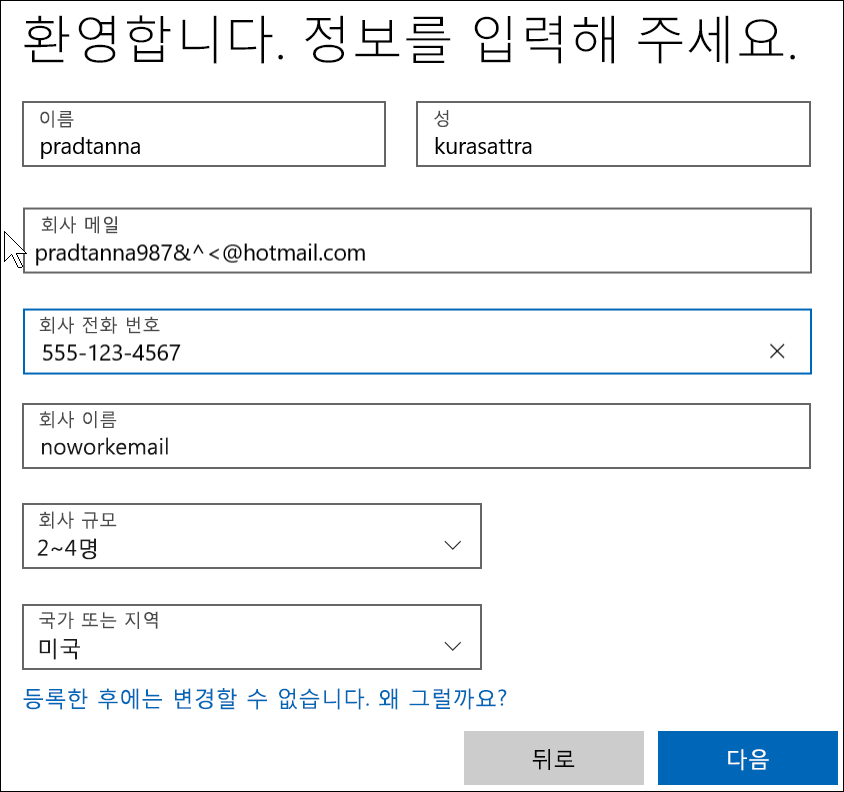 환영합니다. 정보를 입력해 주세요.
이름 성
pradtanna kurasattra
회사 메일
pradtanna987&^<@hotmail.com
회사 전화 번호
555-123-4567
회사 이름
noworkemail
회사 규모
2~4명
국가 또는 지역
미국
등록한 후에는 변경할 수 없습니다. 왜 그럴까요?
뒤로 다음